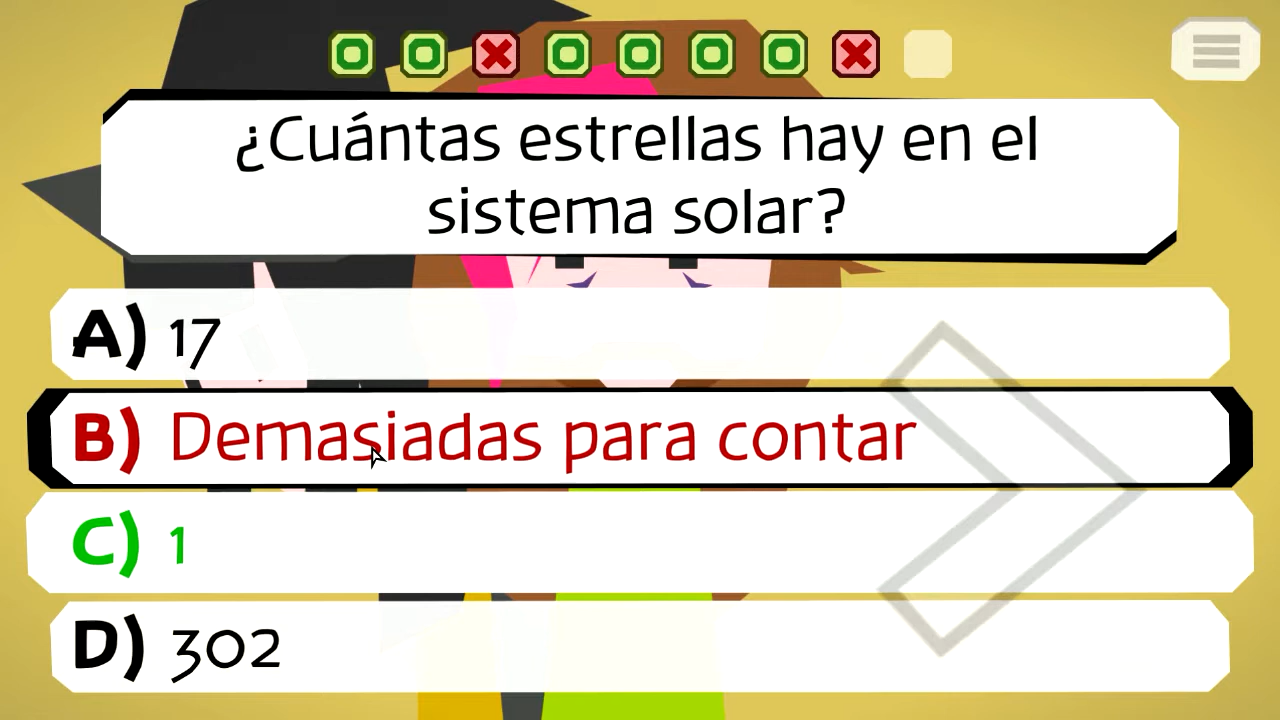 ¿Cuántas estrellas hay en el
sistema solar?
A) 17
B) Demasiadas para contar
C) 1
D) 302